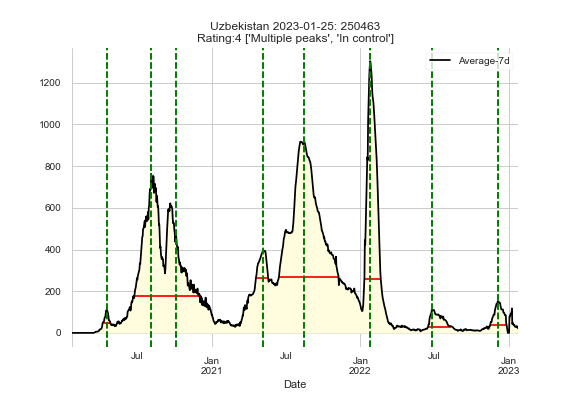 Uzbekistan 2023-01-25: 250463
Rating:4 ['Multiple peaks', 'In control']
Average-7d
1200
1000
800
600
400
200
0
Jul
Jan
2021
Jul
Jan
2022
Jul
Jan
2023
Date